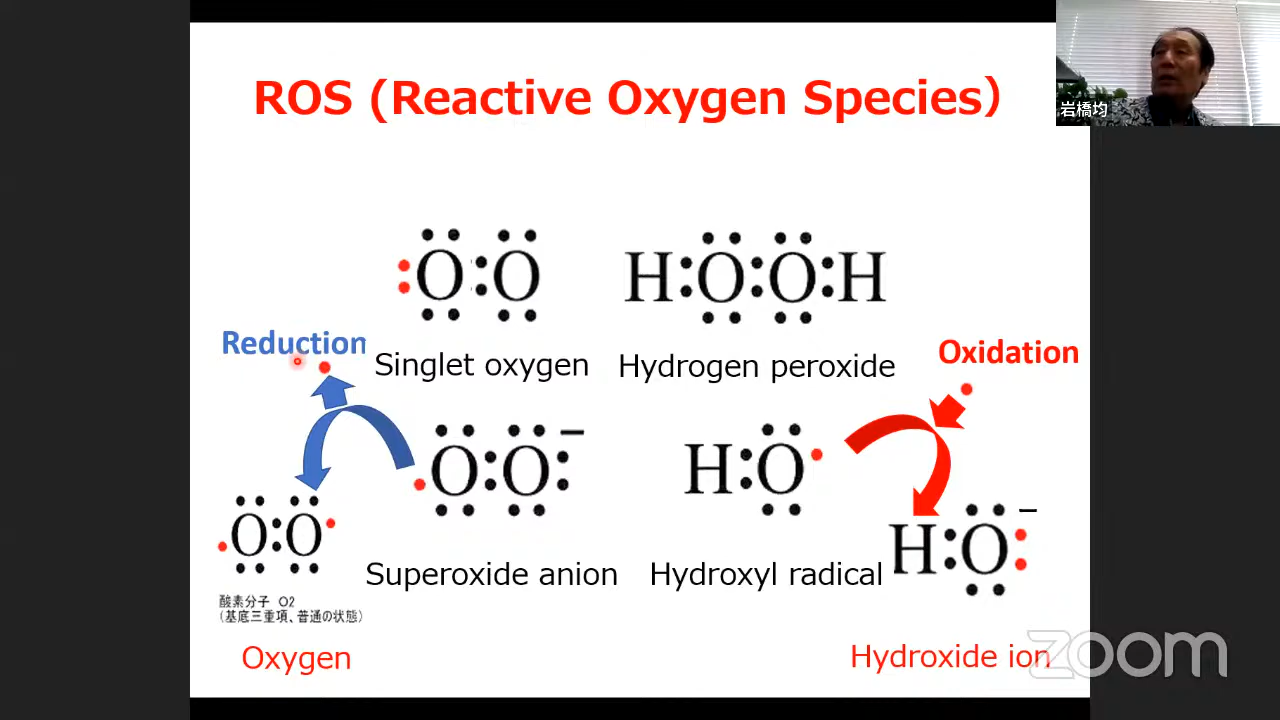 ROS (Reactive Oxygen Species)
岩橋均
O:O
H:O:O:H
Reduction
Singlet oxygen
Hydrogen peroxide
Oxidation
O:O:−
H:O
O:O
H:O:−
Superoxide anion
Hydroxyl radical
酸素分子 O2
(基底三重項、普通の状態)
Oxygen
Hydroxide ion
zoom